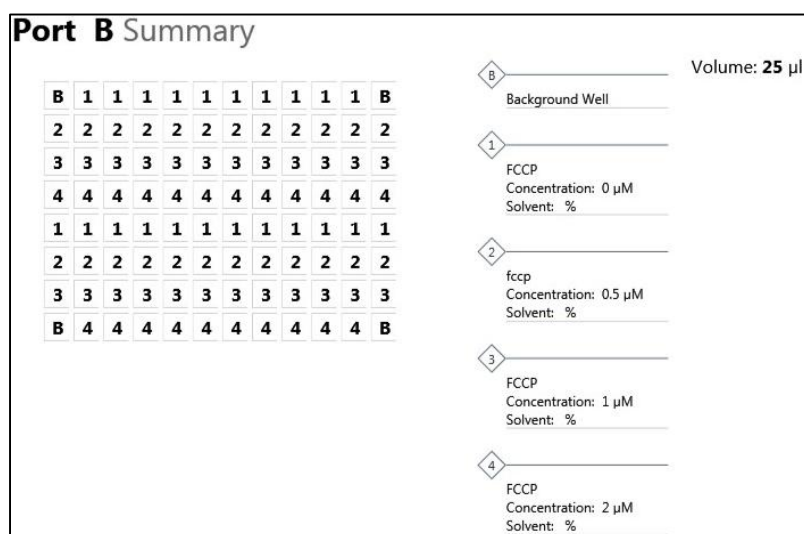 Port B Summary
Volume: 25 µl
B 1 1 1 1 1 1 1 1 1 1 B
2 2 2 2 2 2 2 2 2 2 2 2
3 3 3 3 3 3 3 3 3 3 3 3
4 4 4 4 4 4 4 4 4 4 4 4
1 1 1 1 1 1 1 1 1 1 1 1
2 2 2 2 2 2 2 2 2 2 2 2
3 3 3 3 3 3 3 3 3 3 3 3
B 4 4 4 4 4 4 4 4 4 4 B
B
Background Well
1
FCCP
Concentration: 0 µM
Solvent: %
2
fccp
Concentration: 0.5 µM
Solvent: %
3
FCCP
Concentration: 1 µM
Solvent: %
4
FCCP
Concentration: 2 µM
Solvent: %